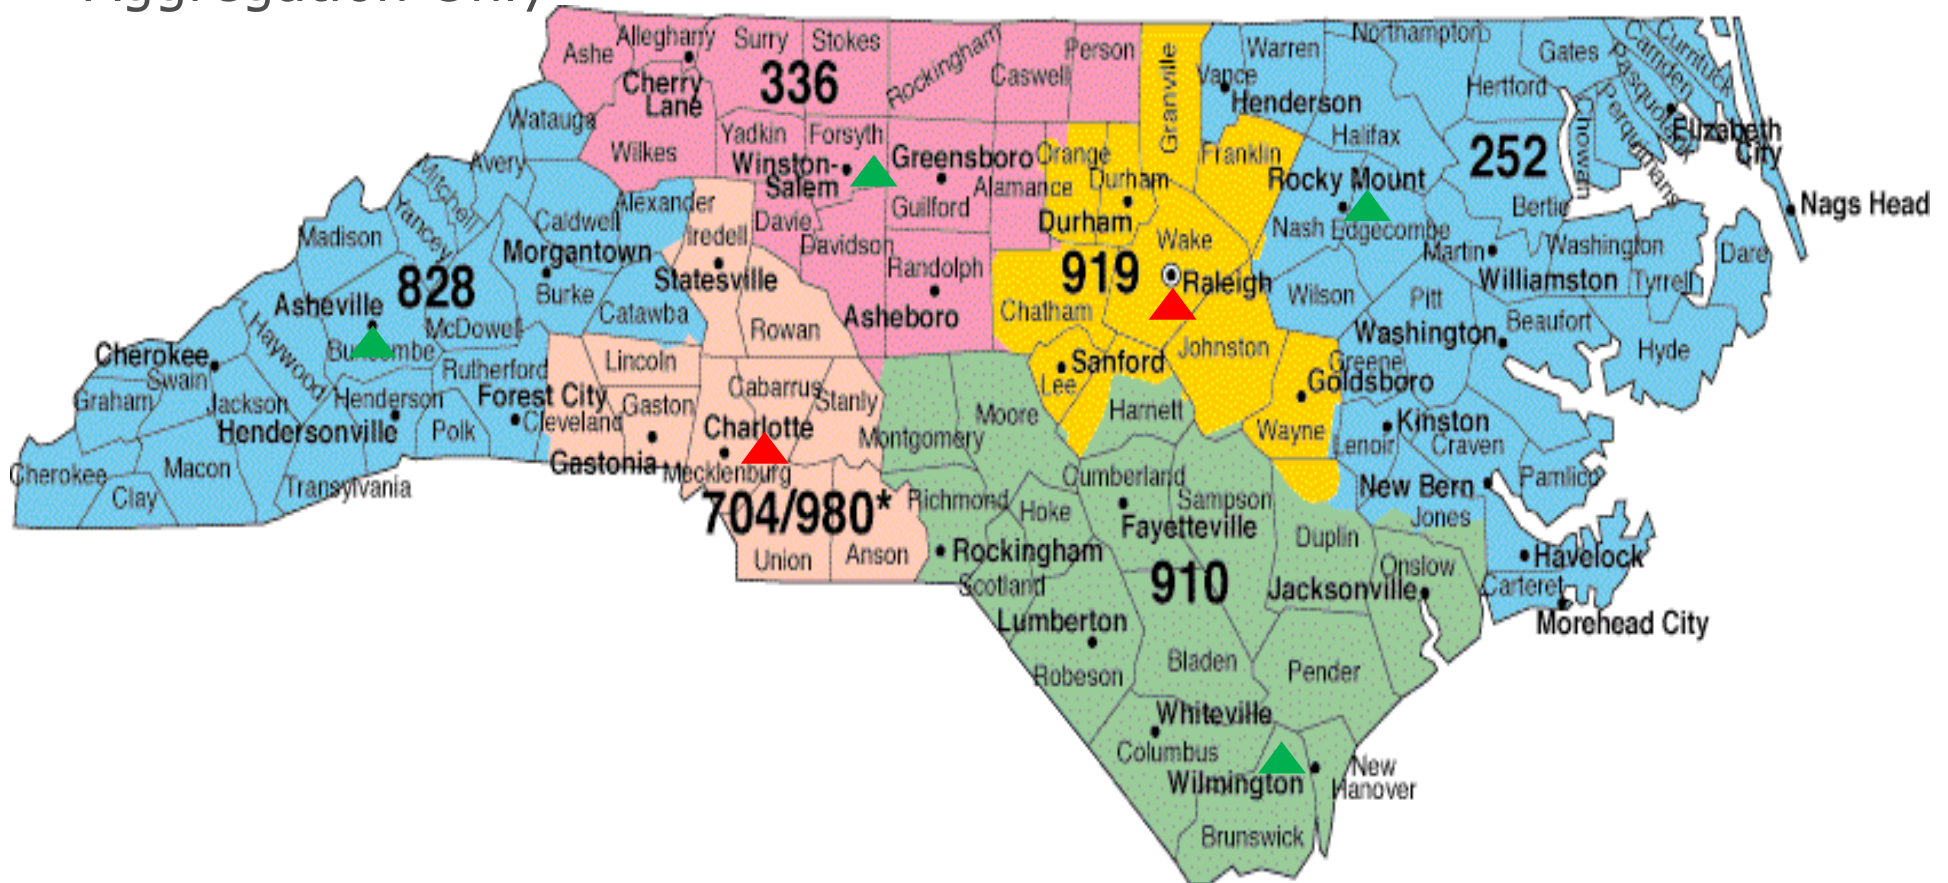 Aggregation Only
Ashe
Alleghany
Surry
Stokes
Rockingham
Caswell
Person
Granville
Vance
Warren
Northampton
Gates
Camden
Currituck
Pasquotank
Perquimans
Chowan
Hertford
336
Cherry
Lane
Henderson
Watauga
Wilkes
Yadkin
Forsyth
Winston-
Salem
Greensboro
Alamance
Guilford
Orange
Durham
Durham
Franklin
Halifax
252
Elizabeth
City
Rocky Mount
Nash
Edgecombe
Bertie
Nags Head
Avery
Mitchell
Yancey
Madison
Caldwell
Alexander
Iredell
Davie
Davidson
Randolph
Wake
919
Raleigh
Martin
Washington
Tyrrell
Dare
Williamston
Morgantown
828
Burke
Catawba
Statesville
Rowan
Asheboro
Chatham
Wilson
Pitt
Beaufort
Washington
Hyde
Asheville
McDowell
Buncombe
Haywood
Cherokee
Swain
Graham
Jackson
Henderson
Rutherford
Forest City
Cleveland
Lincoln
Gaston
Cabarrus
Stanly
Montgomery
Moore
Lee
Sanford
Harnett
Johnston
Greene
Goldsboro
Wayne
Lenoir
Kinston
Craven
Pamlico
Hendersonville
Polk
Charlotte
Gastonia
Mecklenburg
Cherokee
Macon
Clay
Transylvania
704/980*
Union
Anson
Richmond
Hoke
Cumberland
Sampson
Fayetteville
New Bern
Jones
Duplin
Onslow
Havelock
Carteret
Morehead City
Rockingham
Scotland
910
Jacksonville
Lumberton
Robeson
Bladen
Pender
Whiteville
Columbus
Wilmington
New
Hanover
Brunswick